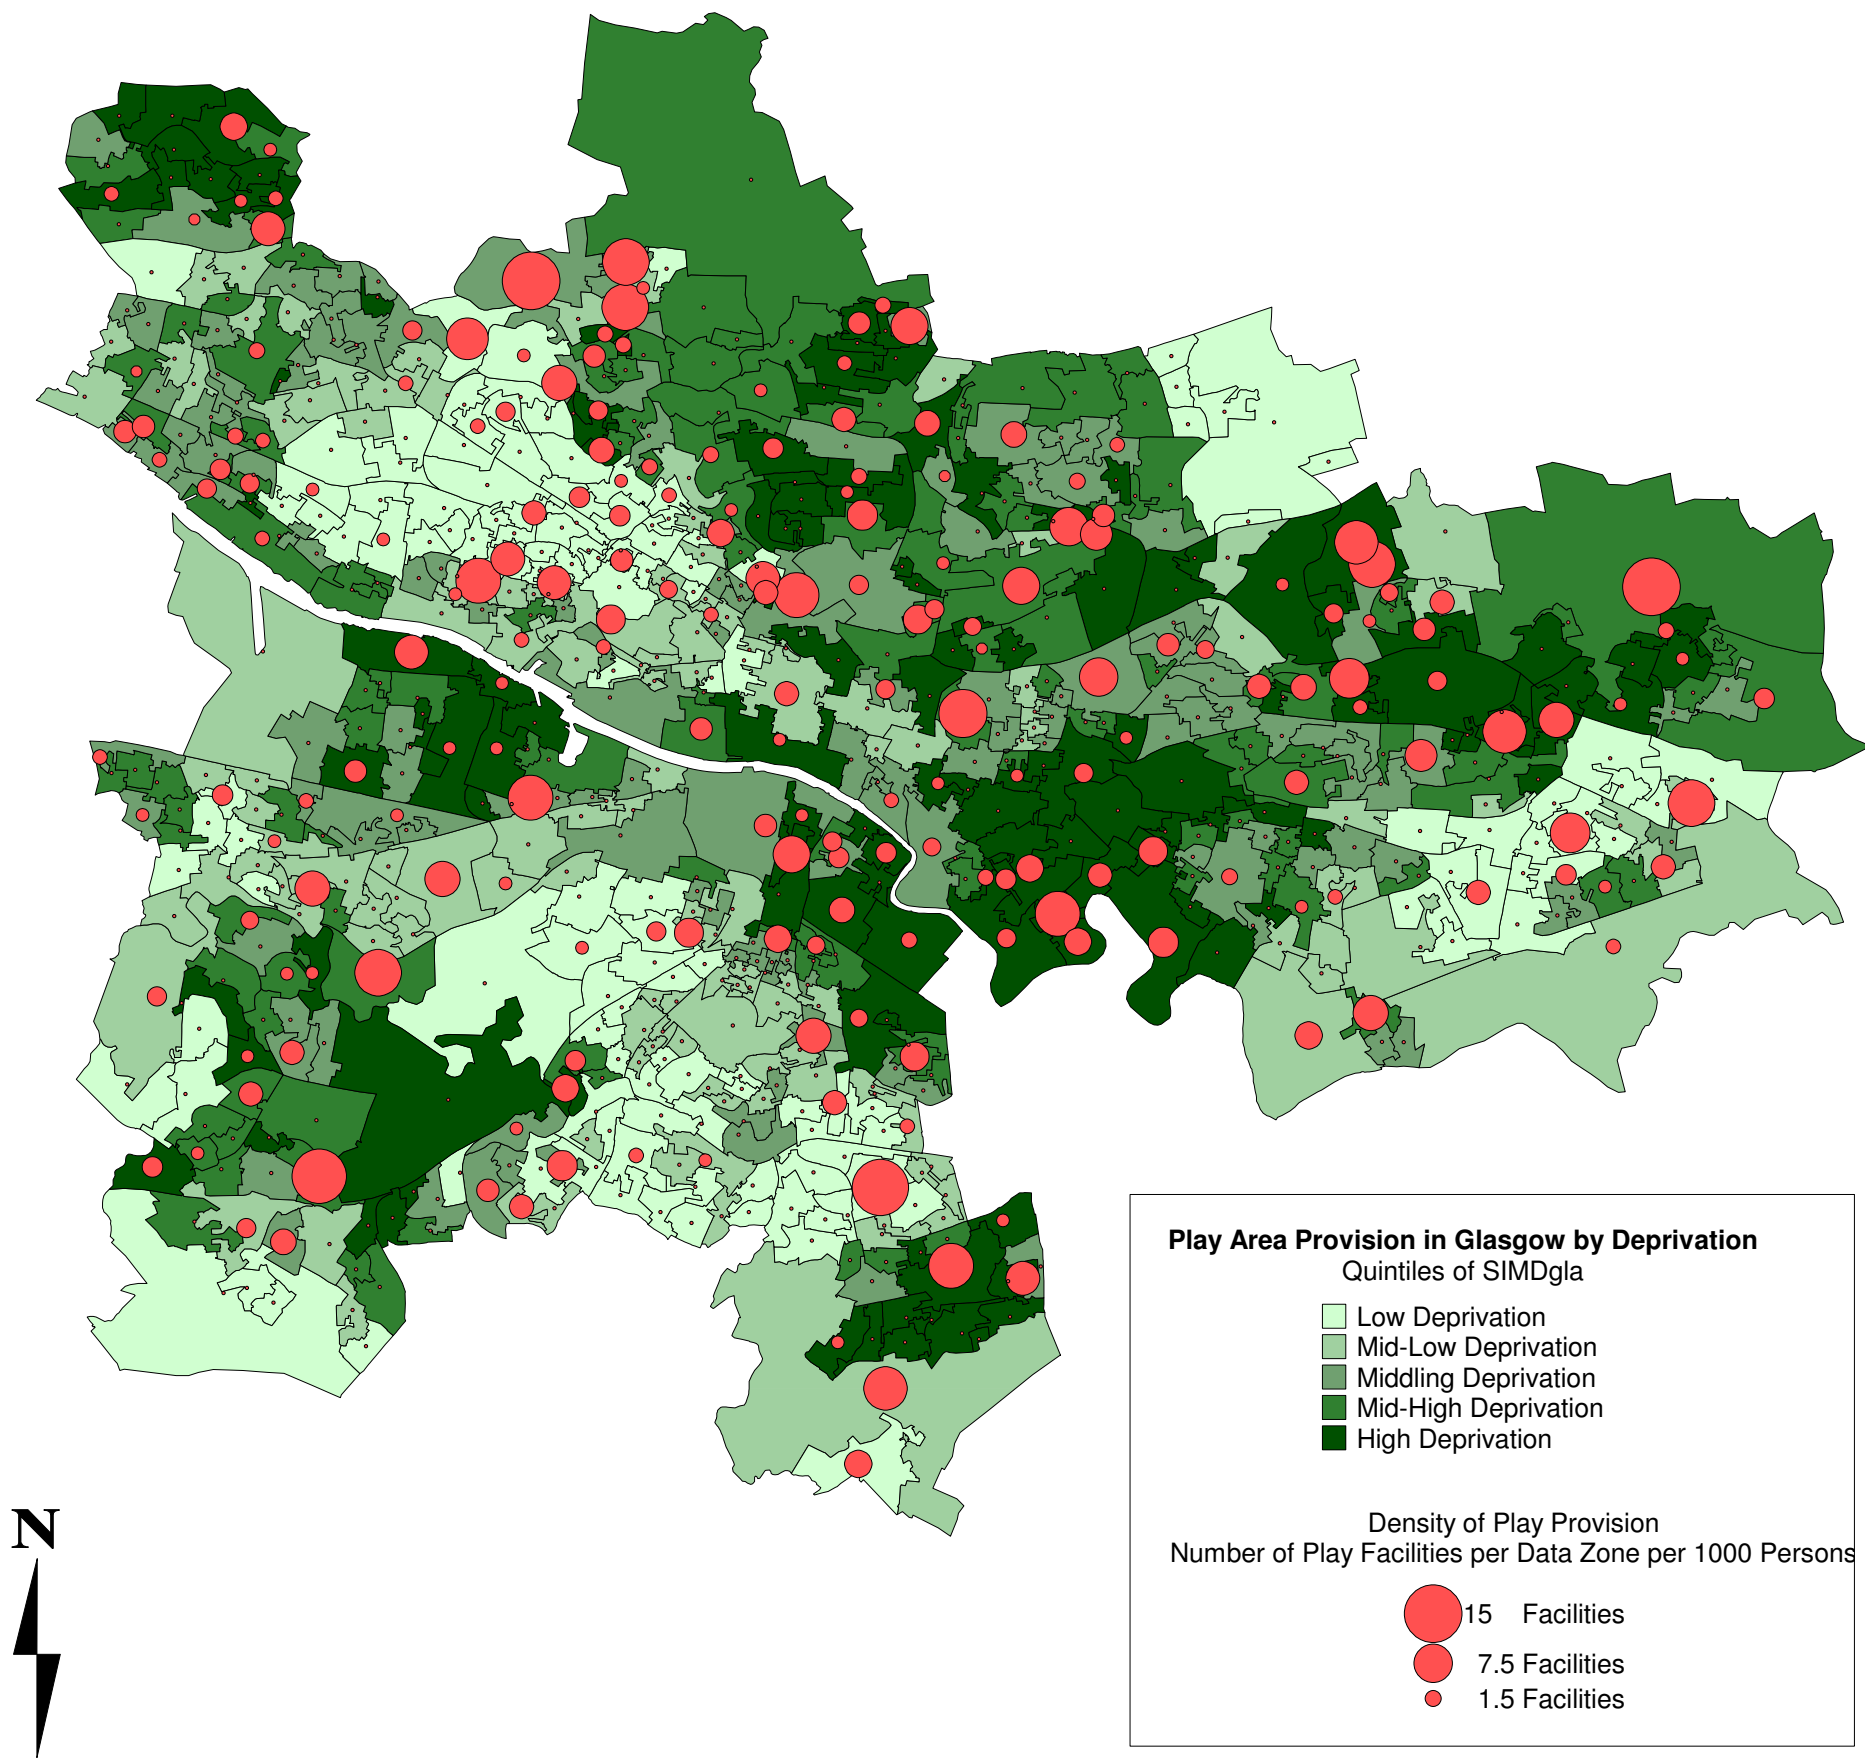 Play Area Provision in Glasgow by Deprivation
Quintiles of SIMDgla
Low Deprivation
Mid-Low Deprivation
Middling Deprivation
Mid-High Deprivation
High Deprivation
N
Density of Play Provision
Number of Play Facilities per Data Zone per 1000 Persons
15 Facilities
7.5 Facilities
1.5 Facilities